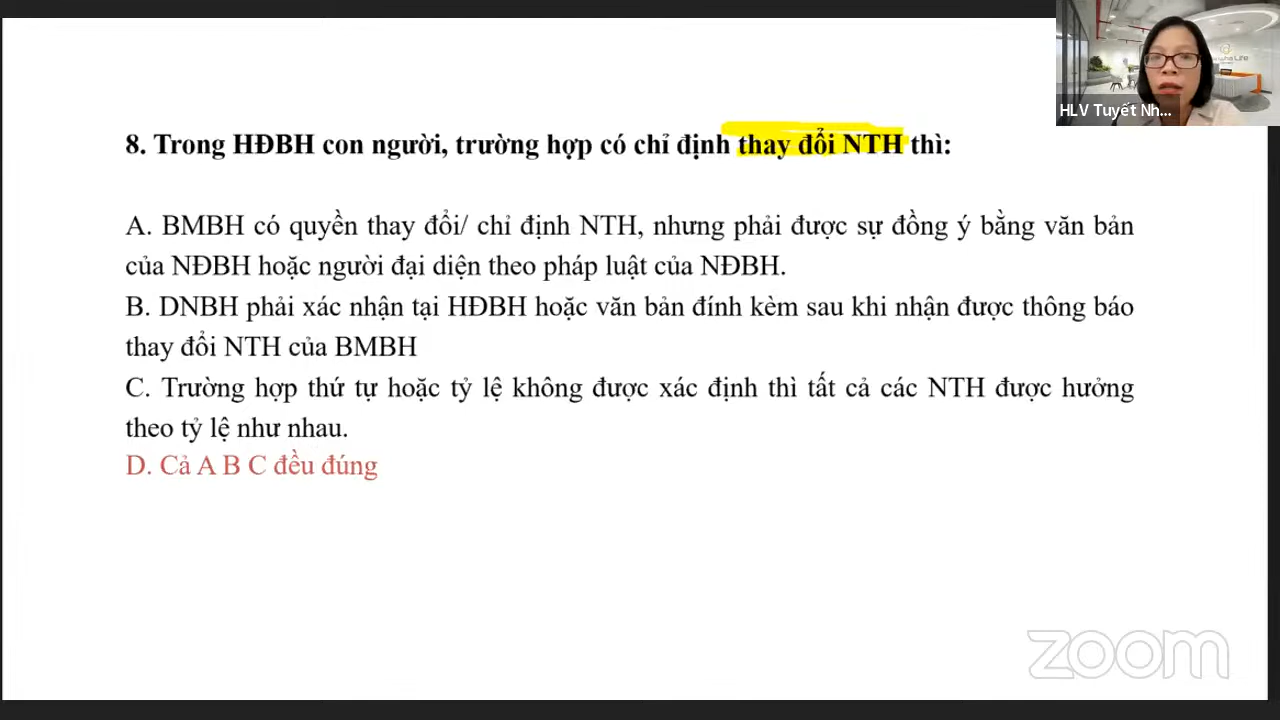 HLV Tuyết Nh...
8. Trong HĐBH con người, trường hợp có chỉ định thay đổi NTH thì:
A. BMBH có quyền thay đổi/ chỉ định NTH, nhưng phải được sự đồng ý bằng văn bản
của NĐBH hoặc người đại diện theo pháp luật của NĐBH.
B. DNBH phải xác nhận tại HĐBH hoặc văn bản đính kèm sau khi nhận được thông báo
thay đổi NTH của BMBH
C. Trường hợp thứ tự hoặc tỷ lệ không được xác định thì tất cả các NTH được hưởng
theo tỷ lệ như nhau.
D. Cả A B C đều đúng
zoom